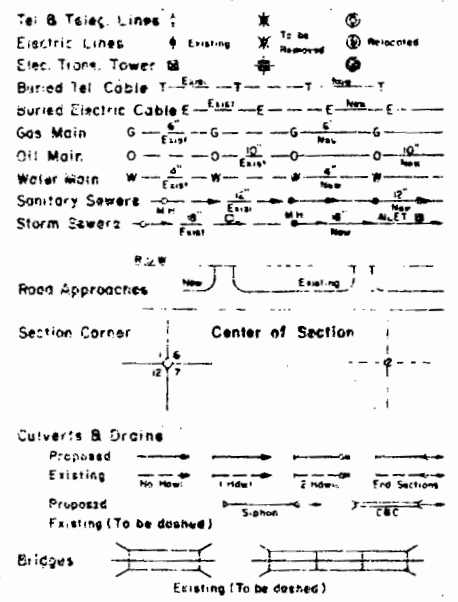 Tel & Teleg. Lines
Electric Lines Existing To be Removed Relocated
Elec. Trans. Tower
Buried Tel Cable T Exist T T New T
Buried Electric Cable E Exist E E New E
Gas Main G 6" Exist G G 6" New G
Oil Main O O 10" Exist O O 10" New
Water Main W 4" Exist W W 4" New W
Sanitary Sewers M H 12" Exist M H 12" New
Storm Sewers 18" Exist C 18" New INLET
R.O.W
Road Approaches New Existing
Section Corner Center of Section
1 6
12 7
Culverts & Drains
Proposed
Existing
No Hdwl 1 Hdwl 2 Hdwls End Sections
Proposed Siphon CBC
Existing (To be dashed)
Bridges
Existing (To be dashed)